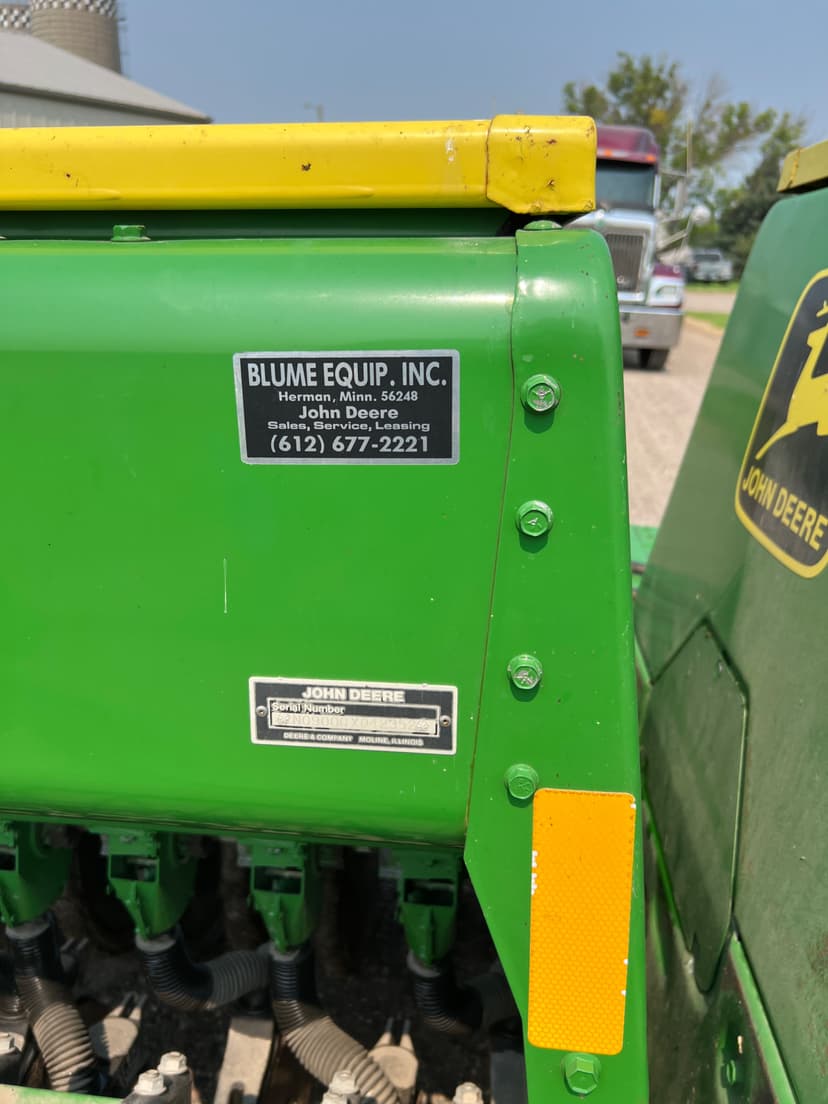 BLUME EQUIP. INC.
Herman, Minn. 56248
John Deere
Sales, Service, Leasing
(612) 677-2221
JOHN DEERE
JOHN DEERE
Serial Number
DEERE & COMPANY MOLINE, ILLINOIS